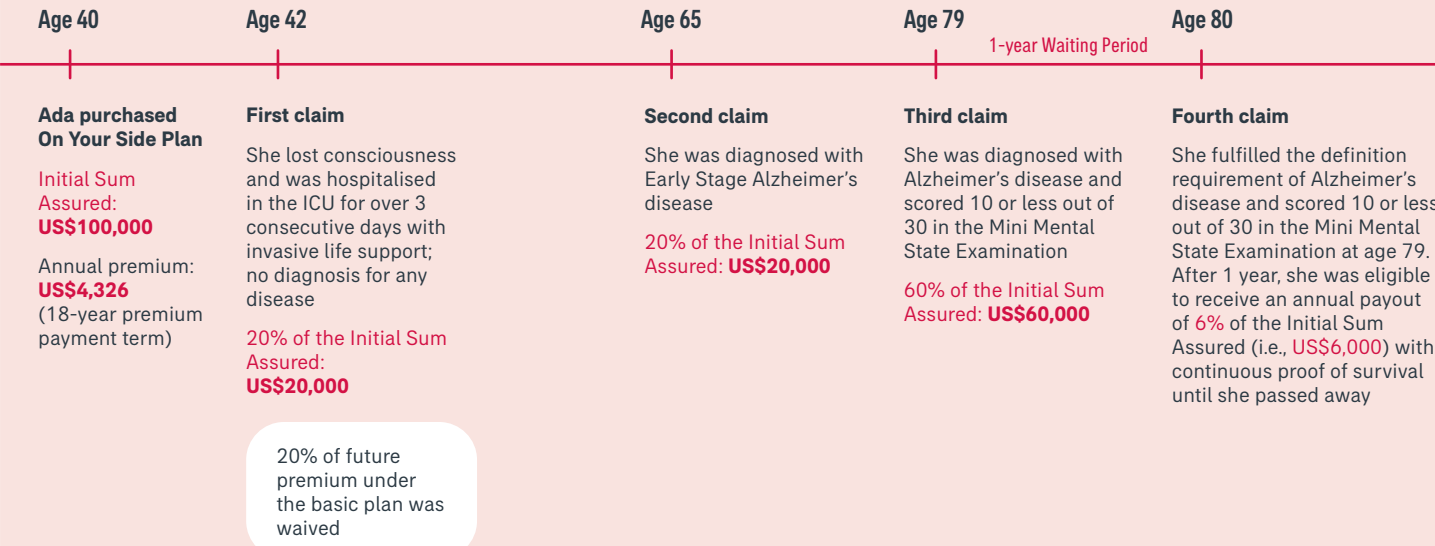 Age 40
Age 42
Age 65
Age 79
1-year Waiting Period
Age 80
Ada purchased
On Your Side Plan
Initial Sum
Assured:
US$100,000
Annual premium:
US$4,326
(18-year premium
payment term)
First claim
She lost consciousness
and was hospitalised
in the ICU for over 3
consecutive days with
invasive life support;
no diagnosis for any
disease
20% of the Initial Sum
Assured:
US$20,000
20% of future
premium under
the basic plan was
waived
Second claim
She was diagnosed with
Early Stage Alzheimer's
disease
20% of the Initial Sum
Assured: US$20,000
Third claim
She was diagnosed with
Alzheimer's disease and
scored 10 or less out of
30 in the Mini Mental
State Examination
60% of the Initial Sum
Assured: US$60,000
Fourth claim
She fulfilled the definition
requirement of Alzheimer's
disease and scored 10 or less
out of 30 in the Mini Mental
State Examination at age 79.
After 1 year, she was eligible
to receive an annual payout
of 6% of the Initial Sum
Assured (i.e., US$6,000) with
continuous proof of survival
until she passed away